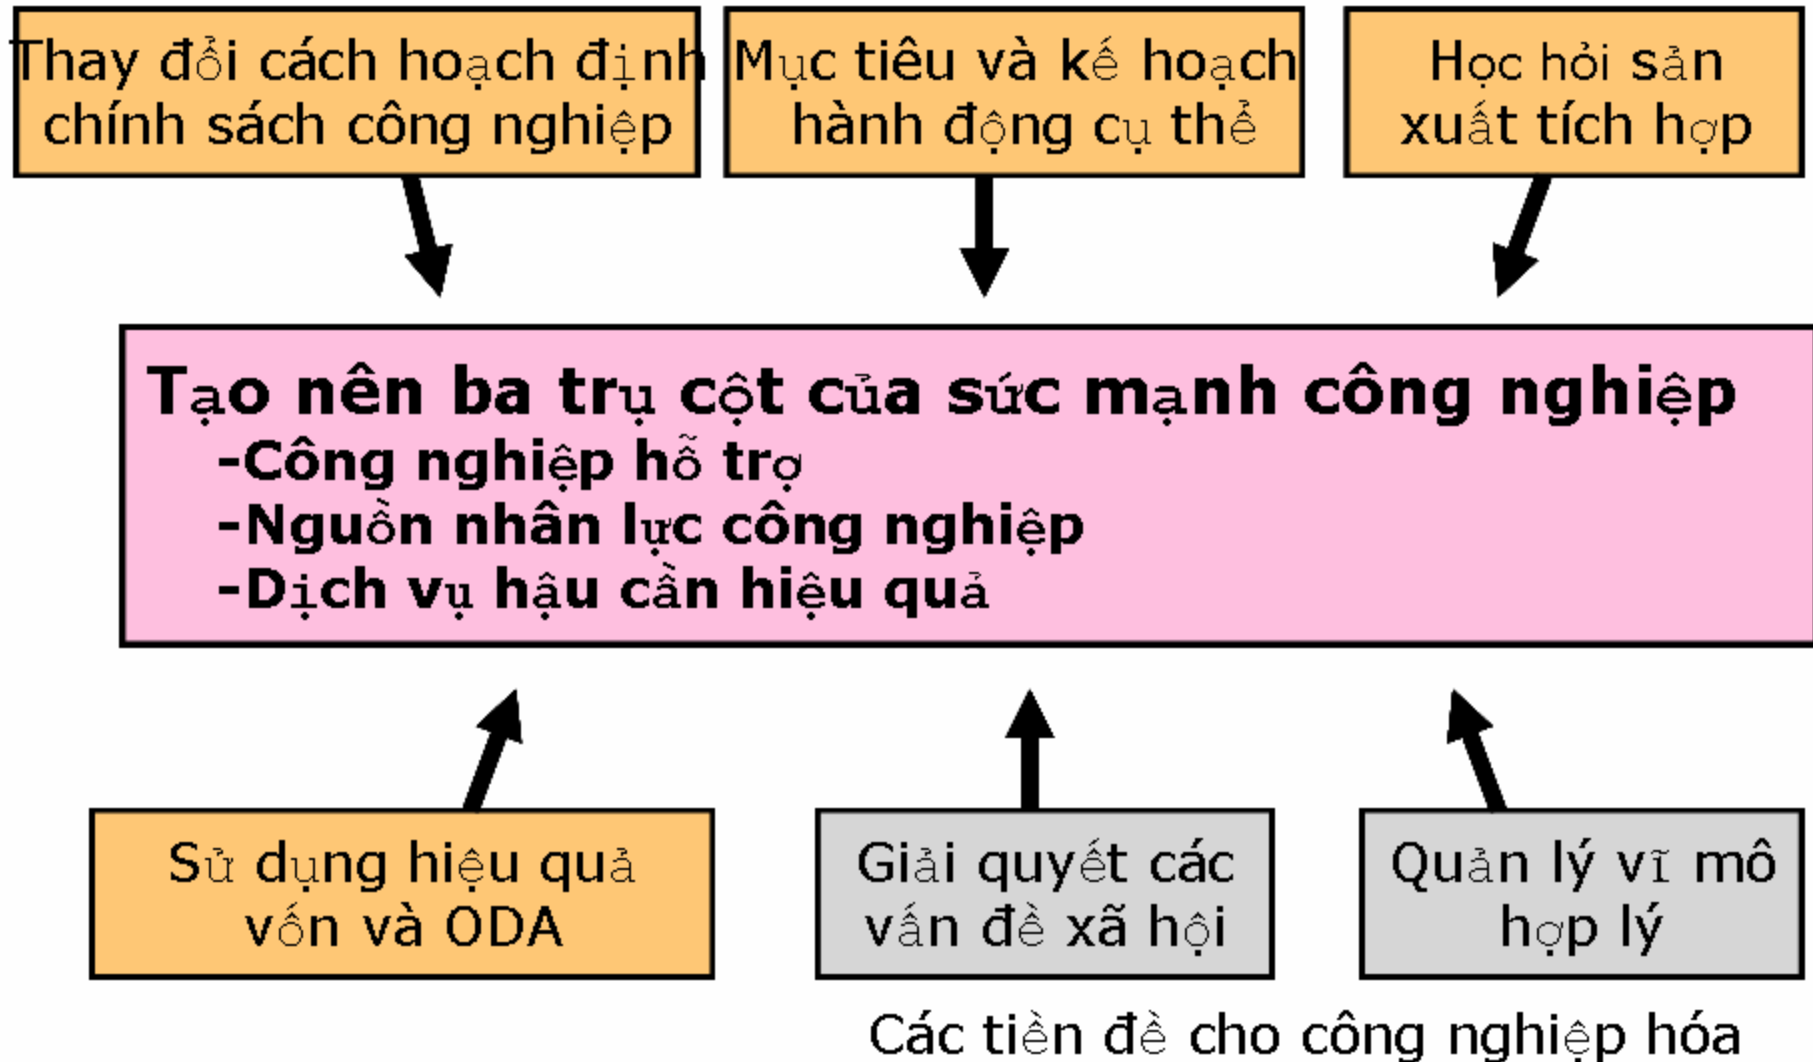 Thay đổi cách hoạch định
chính sách công nghiệp
Mục tiêu và kế hoạch
hành động cụ thể
Học hỏi sản
xuất tích hợp
Tạo nên ba trụ cột của sức mạnh công nghiệp
-Công nghiệp hỗ trợ
-Nguồn nhân lực công nghiệp
-Dịch vụ hậu cần hiệu quả
Sử dụng hiệu quả
vốn và ODA
Giải quyết các
vấn đề xã hội
Quản lý vĩ mô
hợp lý
Các tiền đề cho công nghiệp hóa